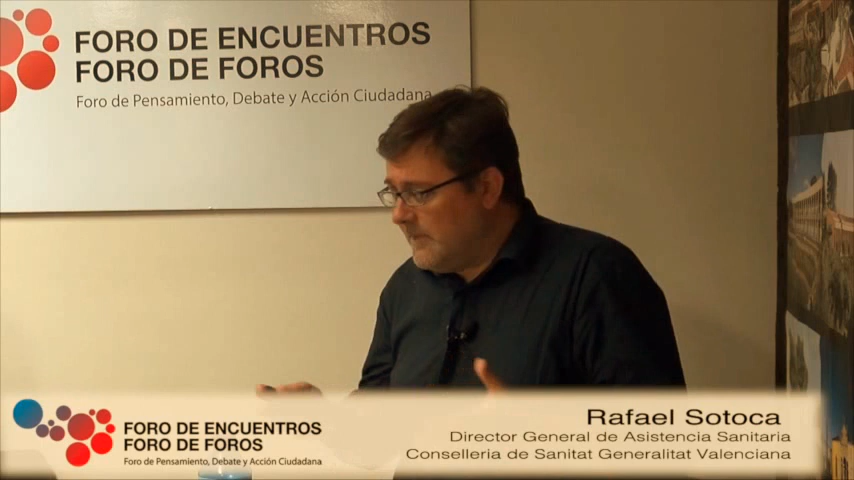 FORO DE ENCUENTROS
FORO DE FOROS
Foro de Pensamiento, Debate y Acción Ciudadana
FORO DE ENCUENTROS
FORO DE FOROS
Foro de Pensamiento, Debate y Acción Ciudadana
Rafael Sotoca
Director General de Asistencia Sanitaria
Conselleria de Sanitat Generalitat Valenciana